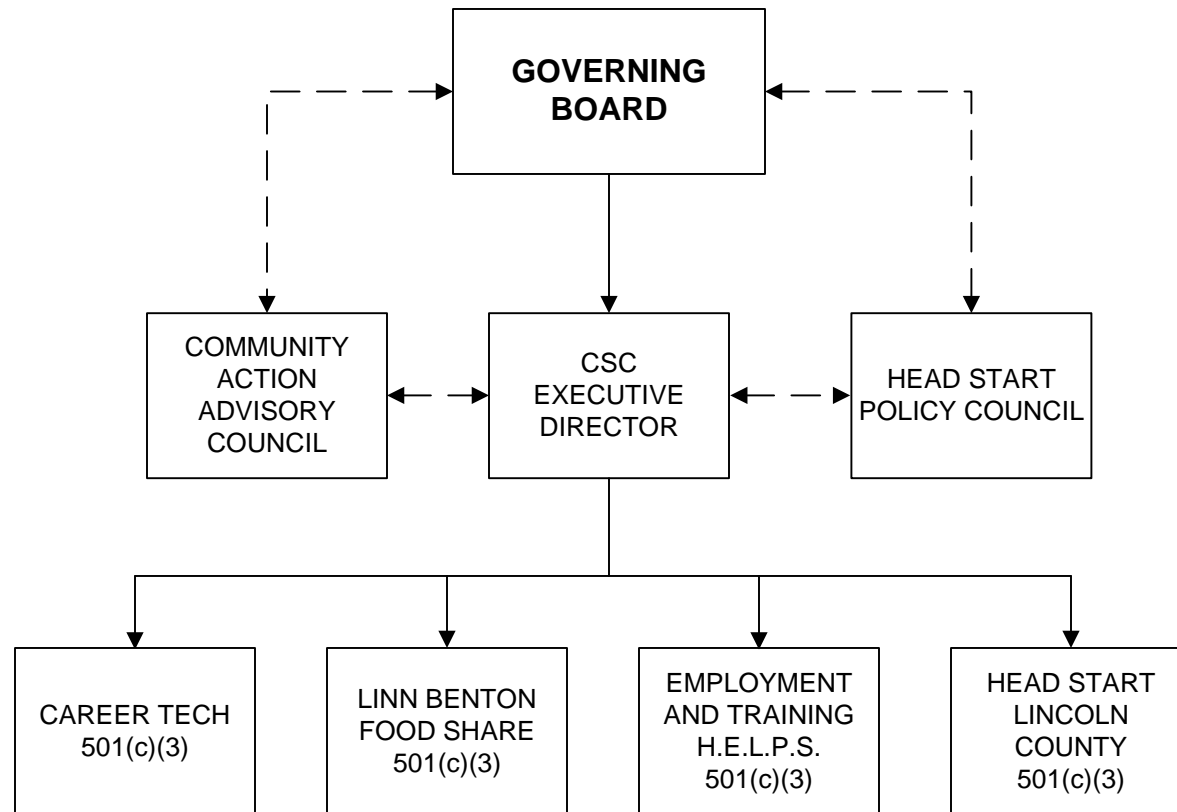 GOVERNING
BOARD
COMMUNITY
ACTION
ADVISORY
COUNCIL
CSC
EXECUTIVE
DIRECTOR
HEAD START
POLICY COUNCIL
CAREER TECH
501(c)(3)
LINN BENTON
FOOD SHARE
501(c)(3)
EMPLOYMENT
AND TRAINING
H.E.L.P.S.
501(c)(3)
HEAD START
LINCOLN
COUNTY
501(c)(3)